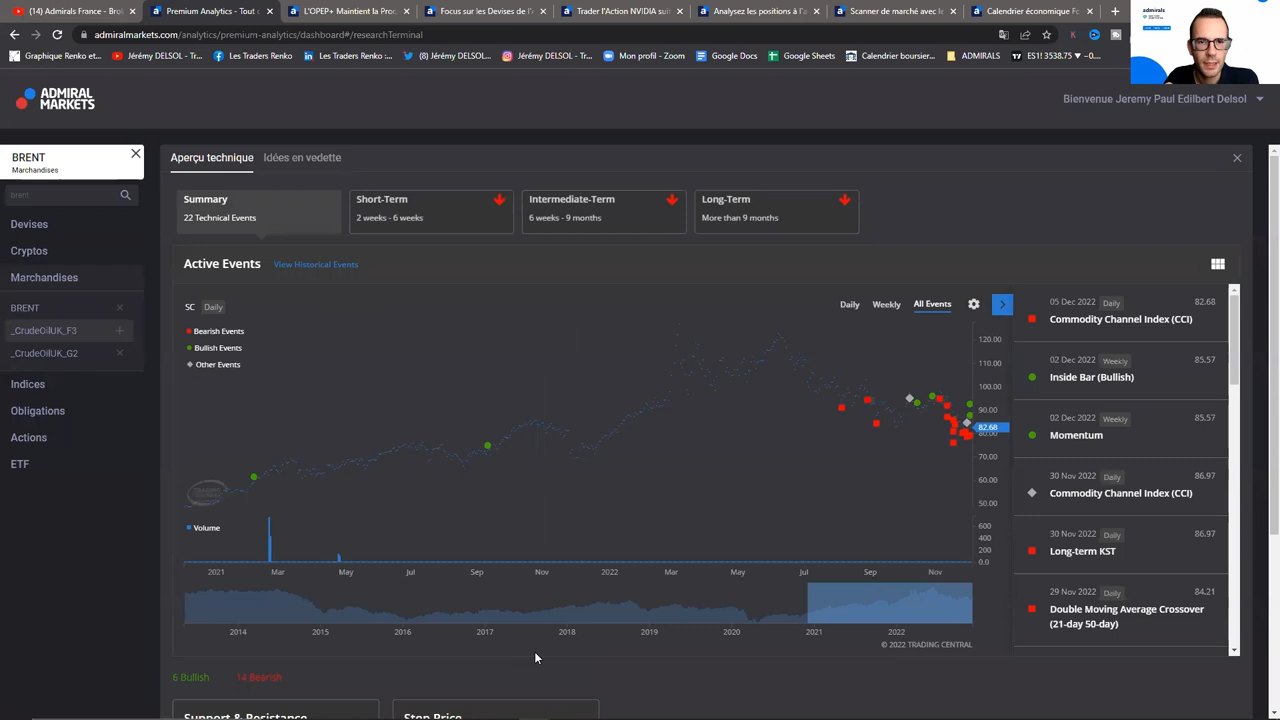 (4) Les Traders Renko
Premium Analytics - Tout
L'OPEP+ Maintient la Pro
Focus sur les Devises de l'
Trader l'Action NVIDIA sui
Analysez les positions à l'a
Scanner de marché avec le
Calendrier économique Fo
admirals
admiralmarkets.com/analytics/premium-analytics/dashboard#/researchTerminal
Graphique Renko et...
Jérémy DELSOL - Tr...
Les Traders Renko...
Les Traders Renko |...
(3) Jérémy DELSOL...
Jérémy DELSOL - Tr...
Mon profil - Zoom
Google Docs
Google Sheets
Calendrier boursier...
ADMIRALS
ES1! 3538.75 ▼ −0....
ADMIRAL
MARKETS
Bienvenue Jeremy Paul Edilbert Delsol
BRENT
Marchandises
brent
Devises
Cryptos
Marchandises
BRENT
_CrudeOilUK_F3
_CrudeOilUK_G2
Indices
Obligations
Actions
ETF
Aperçu technique
Idées en vedette
Summary
22 Technical Events
Short-Term
2 weeks - 6 weeks
Intermediate-Term
6 weeks - 9 months
Long-Term
More than 9 months
Active Events
View Historical Events
SC Daily
Daily Weekly All Events
Bearish Events
Bullish Events
Other Events
120.00
110.00
100.00
90.00
82.68
80.00
70.00
60.00
50.00
Volume
600
400
200
0.0
2021 Mar May Jul Sep Nov 2022 Mar May Jul Sep Nov
2014 2015 2016 2017 2018 2019 2020 2021 2022
© 2022 TRADING CENTRAL
05 Dec 2022 Daily 82.68
Commodity Channel Index (CCI)
02 Dec 2022 Weekly 85.57
Inside Bar (Bullish)
02 Dec 2022 Weekly 85.57
Momentum
30 Nov 2022 Daily 86.97
Commodity Channel Index (CCI)
30 Nov 2022 Daily 86.97
Long-term KST
29 Nov 2022 Daily 84.21
Double Moving Average Crossover
(21-day 50-day)
6 Bullish
14 Bearish
Support & Resistance
Stop Price